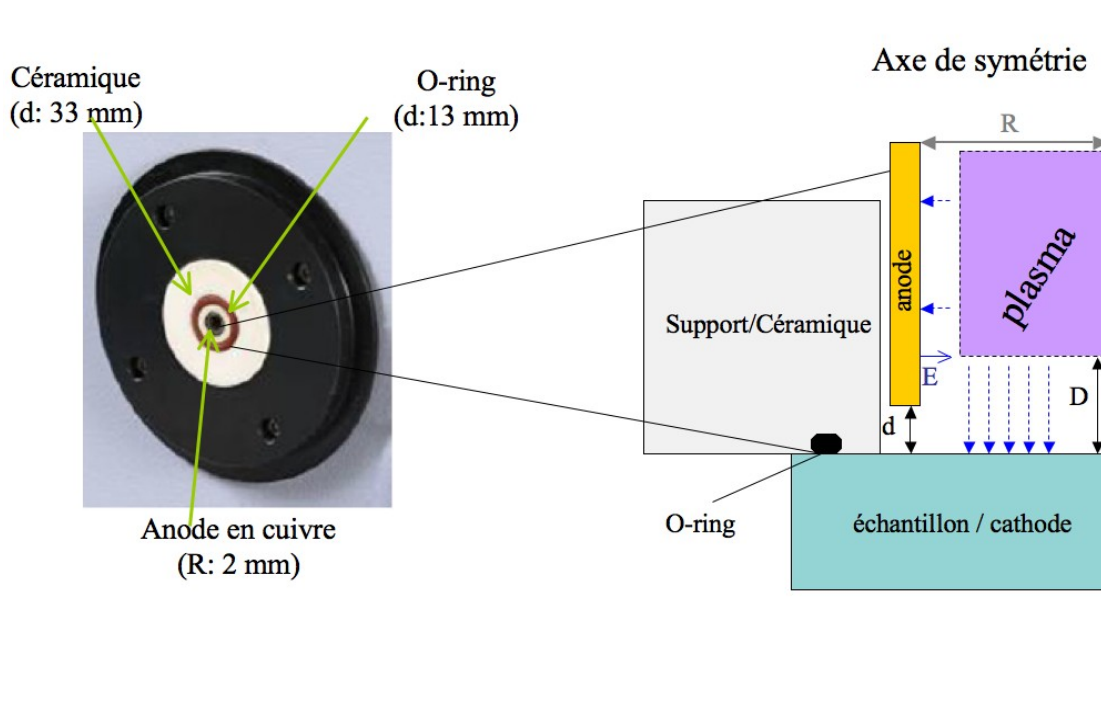 Axe de symétrie
Céramique
(d: 33 mm)
O-ring
(d:13 mm)
R
anode
plasma
Support/Céramique
E
D
d
O-ring
échantillon / cathode
Anode en cuivre
(R: 2 mm)